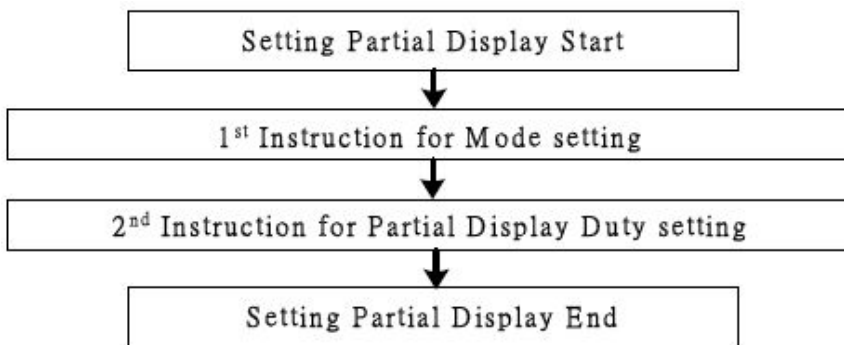 Setting Partial Display Start
1st Instruction for Mode setting
2nd Instruction for Partial Display Duty setting
Setting Partial Display End